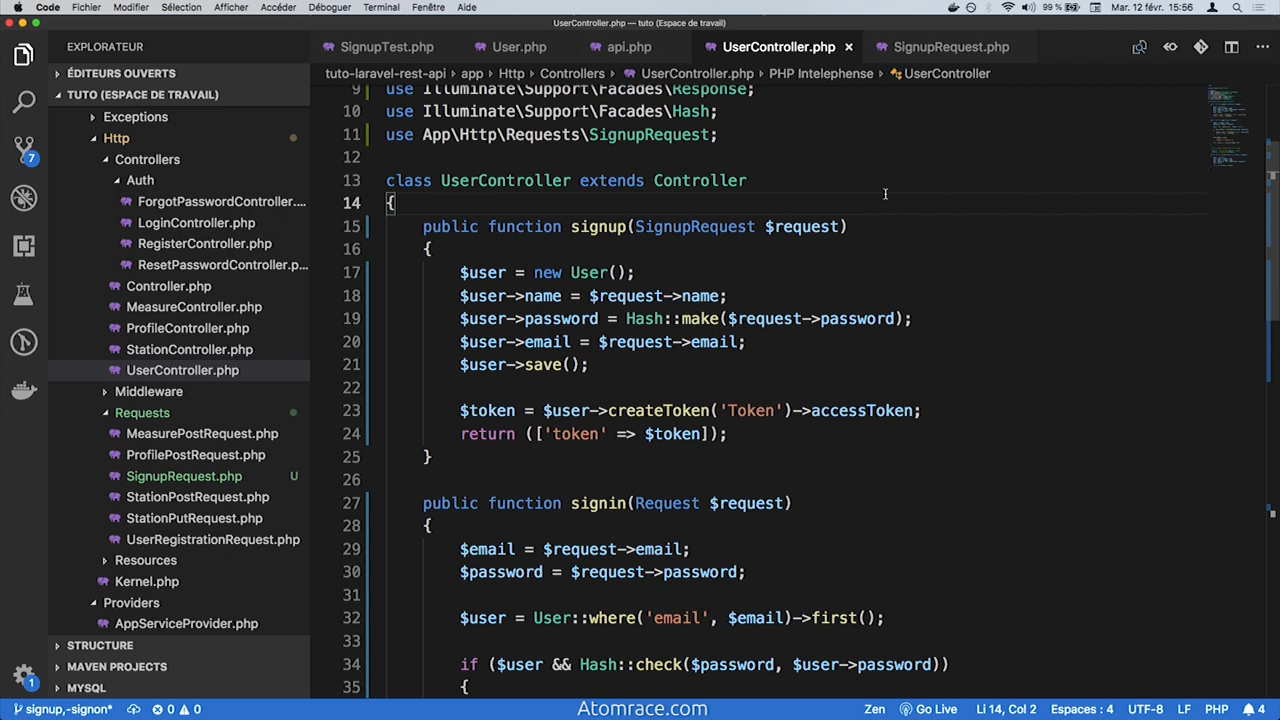 Code Fichier Modifier Sélection Afficher Accéder Déboguer Terminal Fenêtre Aide 99 % Mar. 12 févr. 15:56
UserController.php — tuto (Espace de travail)
EXPLORATEUR
SignupTest.php User.php api.php UserController.php × SignupRequest.php
tuto-laravel-rest-api › app › Http › Controllers › UserController.php › PHP Intelephense › UserController
ÉDITEURS OUVERTS
TUTO (ESPACE DE TRAVAIL)
Exceptions
Http
Controllers
Auth
ForgotPasswordController....
LoginController.php
RegisterController.php
ResetPasswordController.p...
Controller.php
MeasureController.php
ProfileController.php
StationController.php
UserController.php
Middleware
Requests
MeasurePostRequest.php
ProfilePostRequest.php
SignupRequest.php U
StationPostRequest.php
StationPutRequest.php
UserRegistrationRequest.php
Resources
Kernel.php
Providers
AppServiceProvider.php
STRUCTURE
MAVEN PROJECTS
MYSQL
7
1
9 use Illuminate\Support\Facades\Response;
10 use Illuminate\Support\Facades\Hash;
11 use App\Http\Requests\SignupRequest;
12
13 class UserController extends Controller
14 {
15 public function signup(SignupRequest $request)
16 {
17 $user = new User();
18 $user->name = $request->name;
19 $user->password = Hash::make($request->password);
20 $user->email = $request->email;
21 $user->save();
22
23 $token = $user->createToken('Token')->accessToken;
24 return (['token' => $token]);
25 }
26
27 public function signin(Request $request)
28 {
29 $email = $request->email;
30 $password = $request->password;
31
32 $user = User::where('email', $email)->first();
33
34 if ($user && Hash::check($password, $user->password))
35 {
signup,-signon* 0 0 Atomrace.com Zen Go Live Li 14, Col 2 Espaces : 4 UTF-8 LF PHP 4